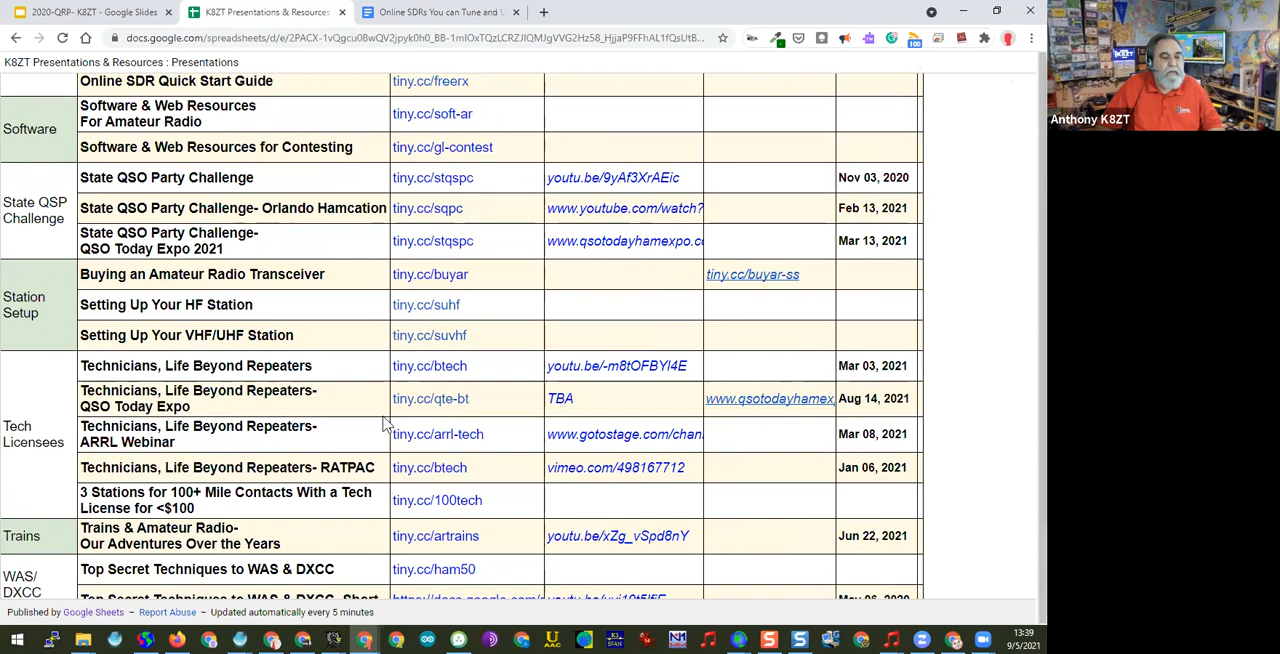 2020-QRP- K8ZT - Google Slides
K8ZT Presentations & Resources
Online SDRs You can Tune and
docs.google.com/spreadsheets/d/e/2PACX-1vQgcu0BwQV2jpyk0h0_BB-1mIOxTQzLCRZJlQMJgVVG2Hz58_HjjaP9FFhAL1fQsUtB...
K8ZT Presentations & Resources : Presentations
Online SDR Quick Start Guide
tiny.cc/freerx
Software
Software & Web Resources
For Amateur Radio
tiny.cc/soft-ar
Software & Web Resources for Contesting
tiny.cc/gl-contest
State QSP
Challenge
State QSO Party Challenge
tiny.cc/stqspc
youtu.be/9yAf3XrAEic
Nov 03, 2020
State QSO Party Challenge- Orlando Hamcation
tiny.cc/sqpc
www.youtube.com/watch?
Feb 13, 2021
State QSO Party Challenge-
QSO Today Expo 2021
tiny.cc/stqspc
www.qsotodayhamexpo.co
Mar 13, 2021
Station
Setup
Buying an Amateur Radio Transceiver
tiny.cc/buyar
tiny.cc/buyar-ss
Setting Up Your HF Station
tiny.cc/suhf
Setting Up Your VHF/UHF Station
tiny.cc/suvhf
Tech
Licensees
Technicians, Life Beyond Repeaters
tiny.cc/btech
youtu.be/-m8tOFBYl4E
Mar 03, 2021
Technicians, Life Beyond Repeaters-
QSO Today Expo
tiny.cc/qte-bt
TBA
www.qsotodayhamex
Aug 14, 2021
Technicians, Life Beyond Repeaters-
ARRL Webinar
tiny.cc/arrl-tech
www.gotostage.com/chan
Mar 08, 2021
Technicians, Life Beyond Repeaters- RATPAC
tiny.cc/btech
vimeo.com/498167712
Jan 06, 2021
3 Stations for 100+ Mile Contacts With a Tech
License for <$100
tiny.cc/100tech
Trains
Trains & Amateur Radio-
Our Adventures Over the Years
tiny.cc/artrains
youtu.be/xZg_vSpd8nY
Jun 22, 2021
WAS/
DXCC
Top Secret Techniques to WAS & DXCC
tiny.cc/ham50
Published by Google Sheets – Report Abuse – Updated automatically every 5 minutes
13:39
9/5/2021
Anthony K8ZT